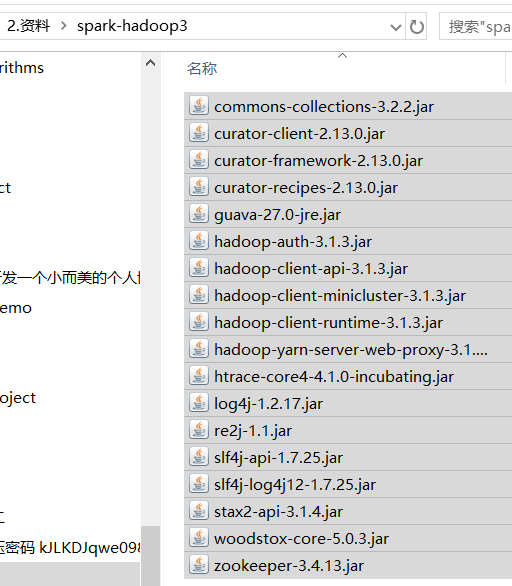 2.资料 > spark-hadoop3
搜索"spa
rithms
ct
发一个小而美的个人
emo
oject
压密码 kJLKDJqwe098
名称
commons-collections-3.2.2.jar
curator-client-2.13.0.jar
curator-framework-2.13.0.jar
curator-recipes-2.13.0.jar
guava-27.0-jre.jar
hadoop-auth-3.1.3.jar
hadoop-client-api-3.1.3.jar
hadoop-client-minicluster-3.1.3.jar
hadoop-client-runtime-3.1.3.jar
hadoop-yarn-server-web-proxy-3.1....
htrace-core4-4.1.0-incubating.jar
log4j-1.2.17.jar
re2j-1.1.jar
slf4j-api-1.7.25.jar
slf4j-log4j12-1.7.25.jar
stax2-api-3.1.4.jar
woodstox-core-5.0.3.jar
zookeeper-3.4.13.jar